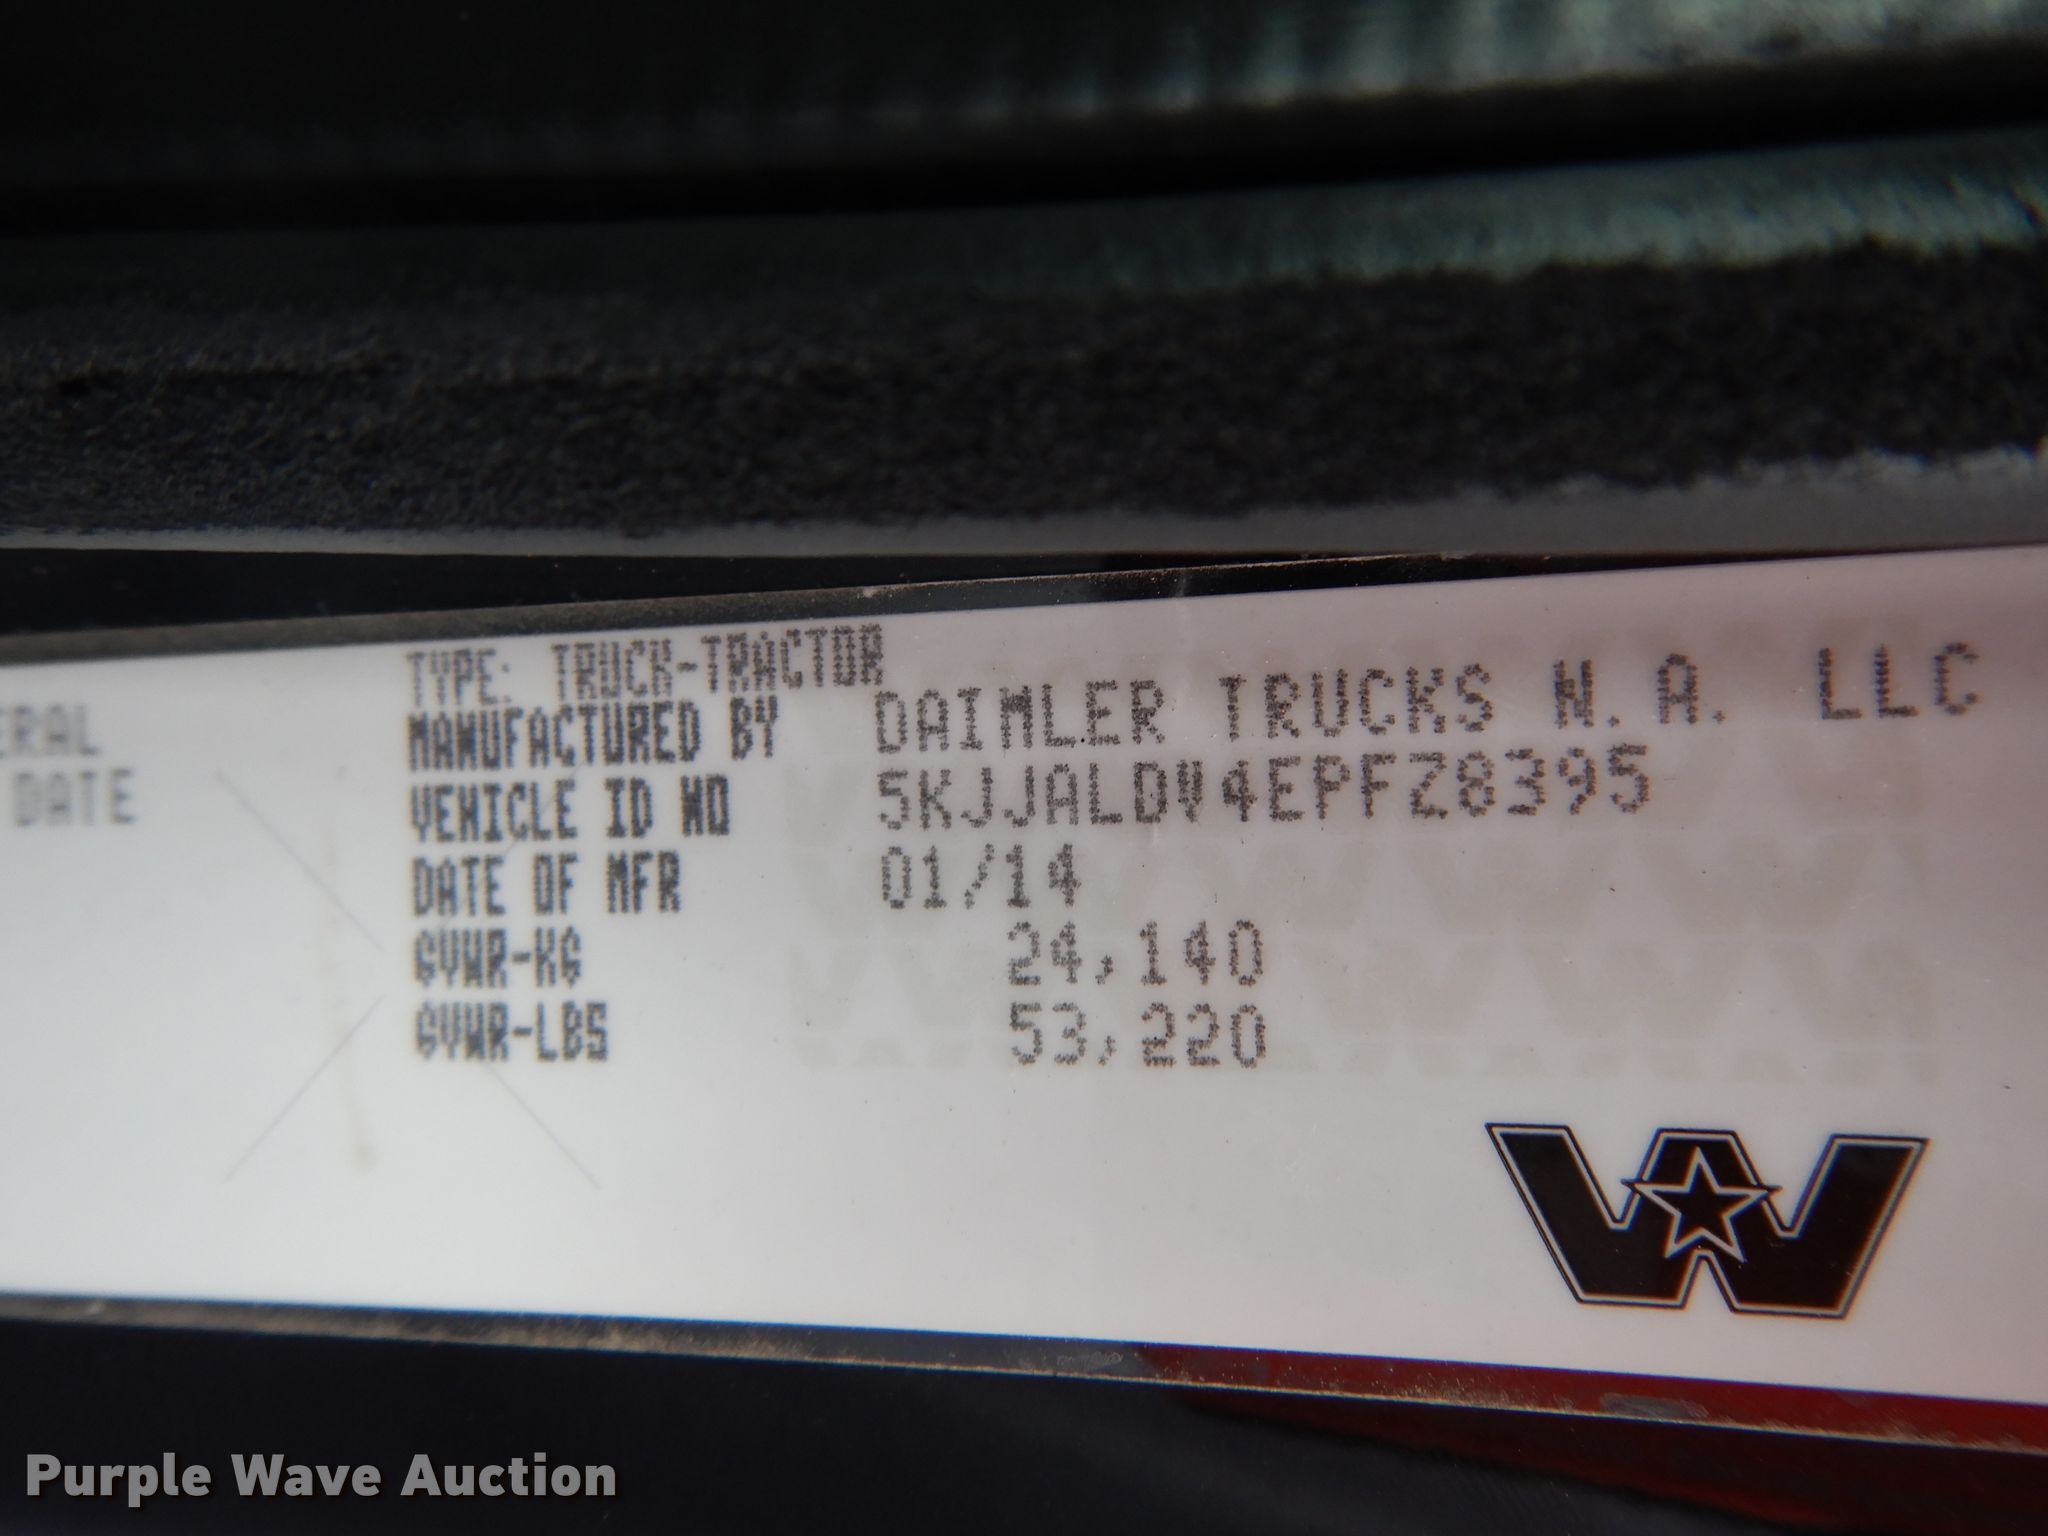 TYPE: TRUCK-TRACTOR
MANUFACTURED BY DAIMLER TRUCKS N.A. LLC
VEHICLE ID NO 5KJJALDV4EPFZ8395
DATE OF MFR 01/14
GVWR-KG 24,140
GVWR-LBS 53,220
ERAL
DATE
W
Purple Wave Auction